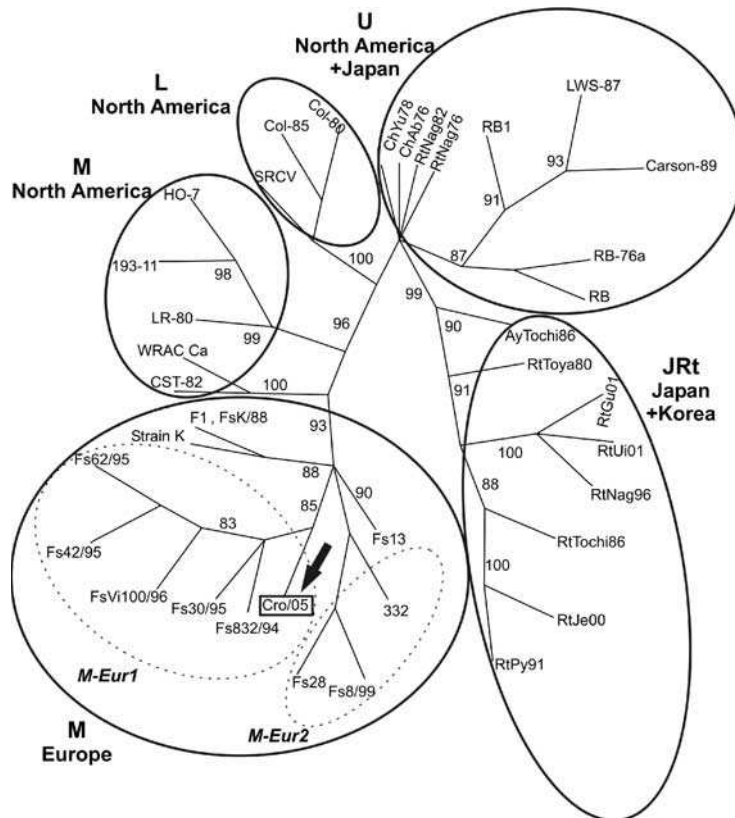 U
North America
+Japan
L
North America
M
North America
ChYu78
ChAb76
RtNag82
RtNag76
LWS-87
RB1
93
Carson-89
91
87
RB-76a
RB
Col-85
Col-80
SRCV
100
HO-7
193-11
98
LR-80
99
96
WRAC Ca
CST-82
100
99
90
AyTochi86
RtToya80
91
JRt
Japan
+Korea
RtGu01
RtUi01
100
RtNag96
88
RtTochi86
100
RtJe00
RtPy91
93
F1 , FsK/88
Strain K
88
Fs62/95
85
90
Fs13
83
Fs42/95
FsVi100/96
Fs30/95
Fs832/94
Cro/05
332
Fs28
Fs8/99
M-Eur1
M-Eur2
M
Europe